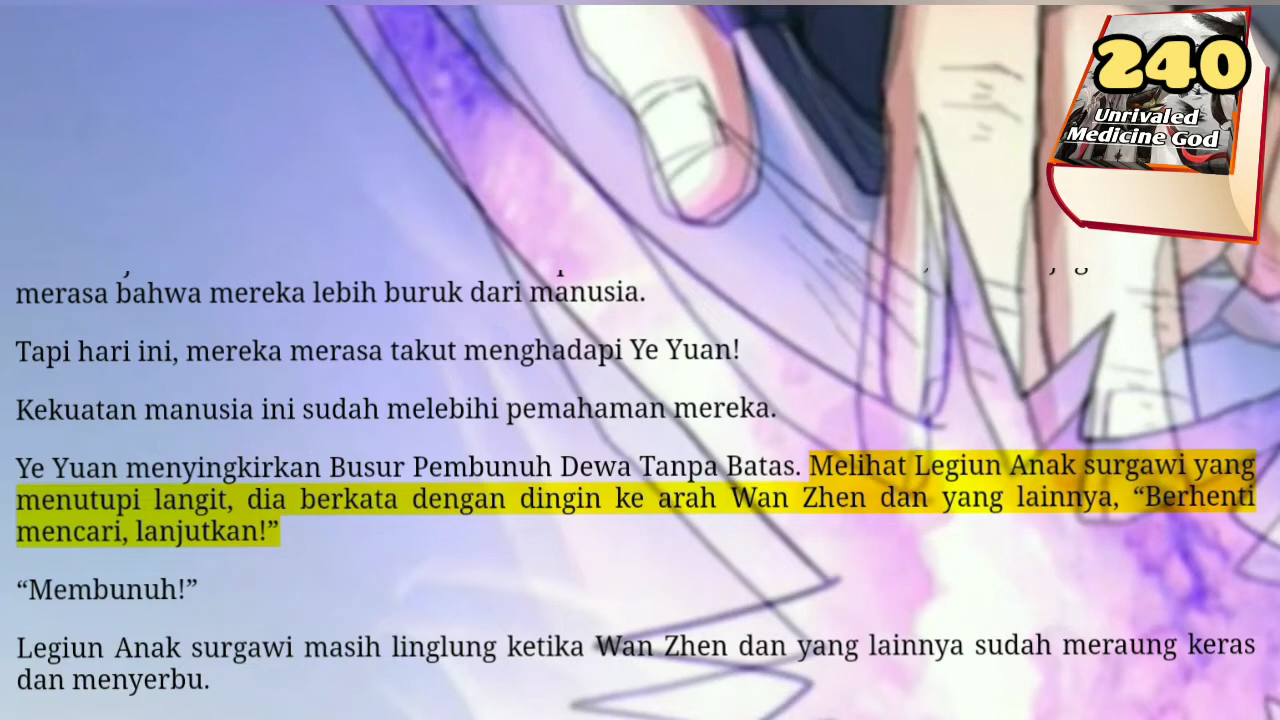 240
Unrivaled
Medicine God
merasa bahwa mereka lebih buruk dari manusia.
Tapi hari ini, mereka merasa takut menghadapi Ye Yuan!
Kekuatan manusia ini sudah melebihi pemahaman mereka.
Ye Yuan menyingkirkan Busur Pembunuh Dewa Tanpa Batas. Melihat Legiun Anak surgawi yang
menutupi langit, dia berkata dengan dingin ke arah Wan Zhen dan yang lainnya, “Berhenti
mencari, lanjutkan!”
“Membunuh!”
Legiun Anak surgawi masih linglung ketika Wan Zhen dan yang lainnya sudah meraung keras
dan menyerbu.